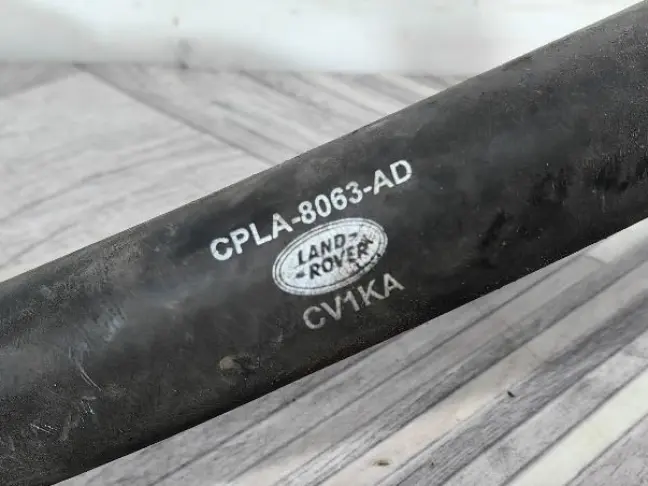 CPLA-8063-AD
LAND-
-ROVER
CV1KA